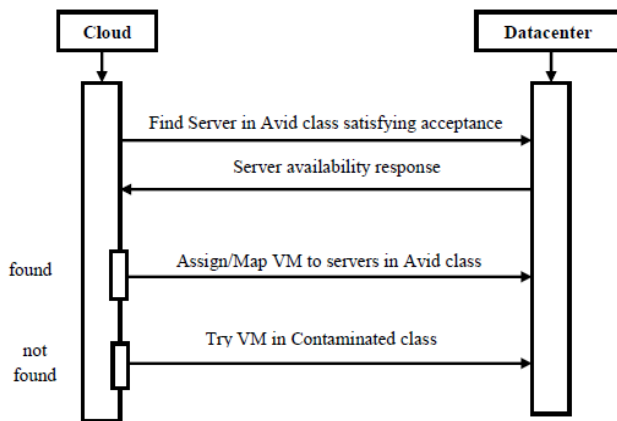 Cloud
Datacenter
Find Server in Avid class satisfying acceptance
Server availability response
found
Assign/Map VM to servers in Avid class
Try VM in Contaminated class
not
found